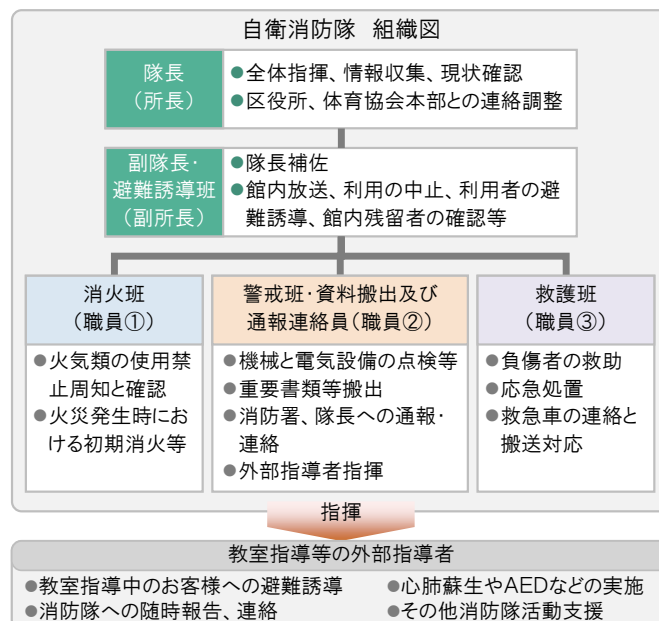 自衛消防隊　組織図
隊長
（所長）
●全体指揮、情報収集、現状確認
●区役所、体育協会本部との連絡調整
副隊長・
避難誘導班
（副所長）
●隊長補佐
●館内放送、利用の中止、利用者の避
難誘導、館内残留者の確認等
消火班
（職員①）
●火気類の使用禁
止周知と確認
●火災発生時にお
ける初期消火等
警戒班・資料搬出及び
通報連絡員（職員②）
●機械と電気設備の点検等
●重要書類等搬出
●消防署、隊長への通報・
連絡
●外部指導者指揮
救護班
（職員③）
●負傷者の救助
●応急処置
●救急車の連絡と
搬送対応
指揮
教室指導等の外部指導者
●教室指導中のお客様への避難誘導
●消防隊への随時報告、連絡
●心肺蘇生やAEDなどの実施
●その他消防隊活動支援